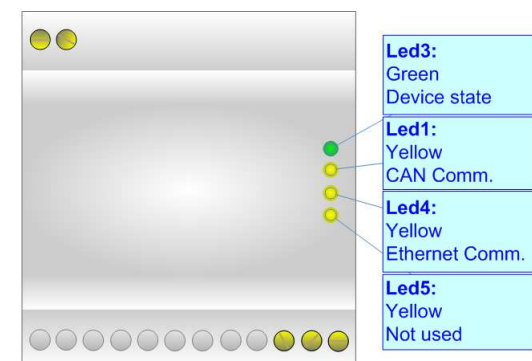 Led3:
Green
Device state
Led1:
Yellow
CAN Comm.
Led4:
Yellow
Ethernet Comm.
Led5:
Yellow
Not used